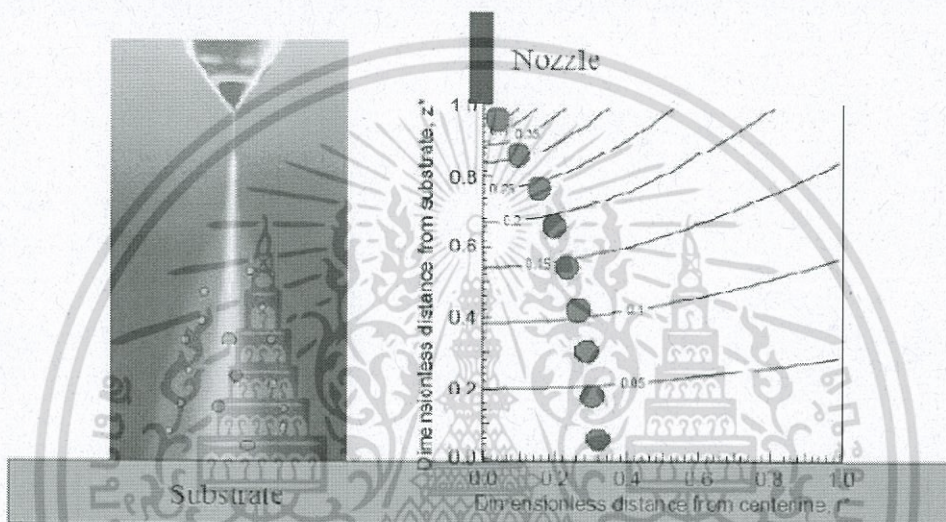 Nozzle
Dimensionless distance from substrate, z*
1.0
0.8
0.6
0.4
0.2
0.0
0.35
0.25
0.2
0.15
0.1
0.05
0.0 0.2 0.4 0.6 0.8 1.0
Dimensionless distance from centerine, r*
Substrate